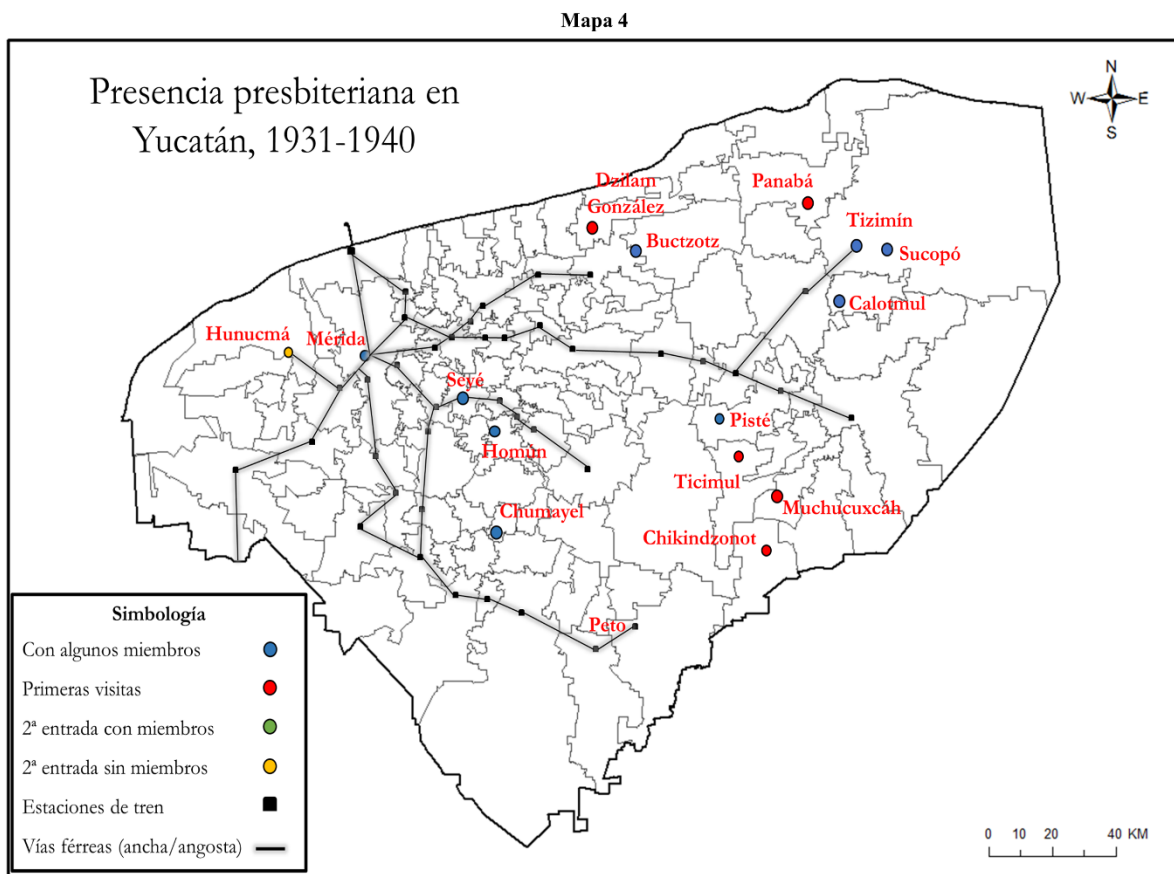 Mapa 4
Presencia presbiteriana en
Yucatán, 1931-1940
N
W
E
S
Dzilam
González
Panabá
Tizimín
Buctzotz
Sucopó
Calotmul
Hunucmá
Mérida
Seyé
Pisté
Homún
Ticimul
Chumayel
Muchucuxcáh
Chikindzonot
Peto
Simbología
Con algunos miembros
Primeras visitas
2ª entrada con miembros
2ª entrada sin miembros
Estaciones de tren
Vías férreas (ancha/angosta)
0 10 20 40 KM